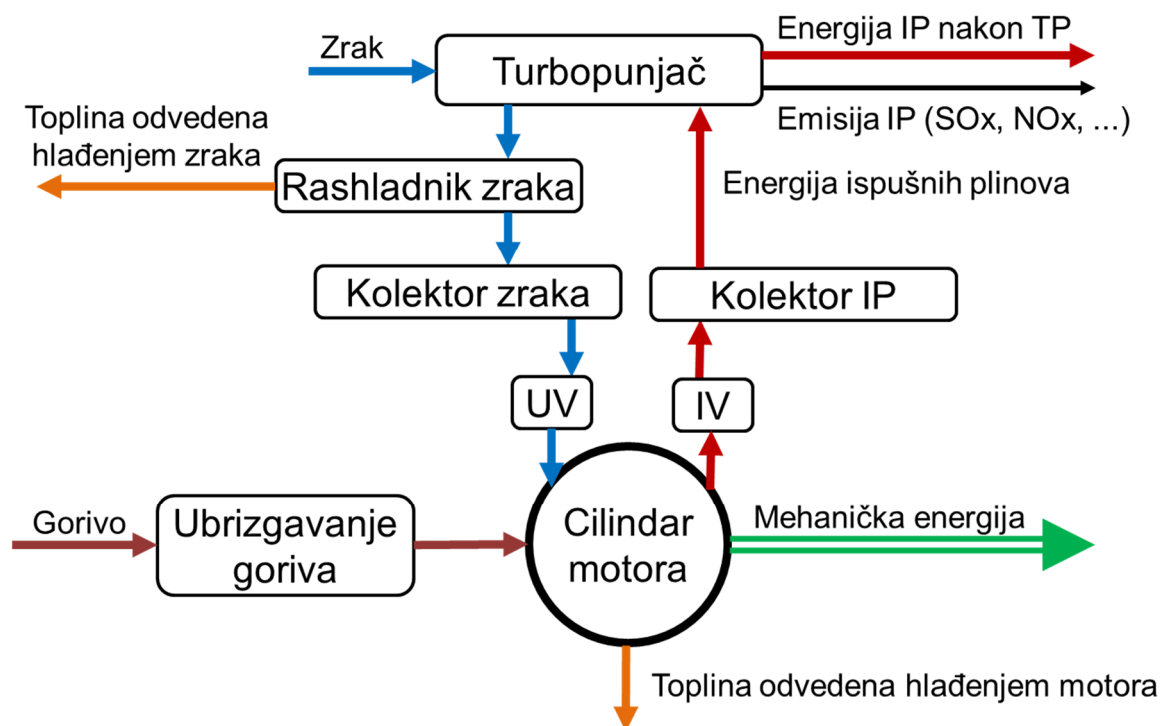 Energija IP nakon TP
Zrak
Turbopunjač
Toplina odvedena
hlađenjem zraka
Emisija IP (SOx, NOx, ...)
Rashladnik zraka
Energija ispušnih plinova
Kolektor zraka
Kolektor IP
UV
IV
Gorivo
Ubrizgavanje
goriva
Cilindar
motora
Mehanička energija
Toplina odvedena hlađenjem motora